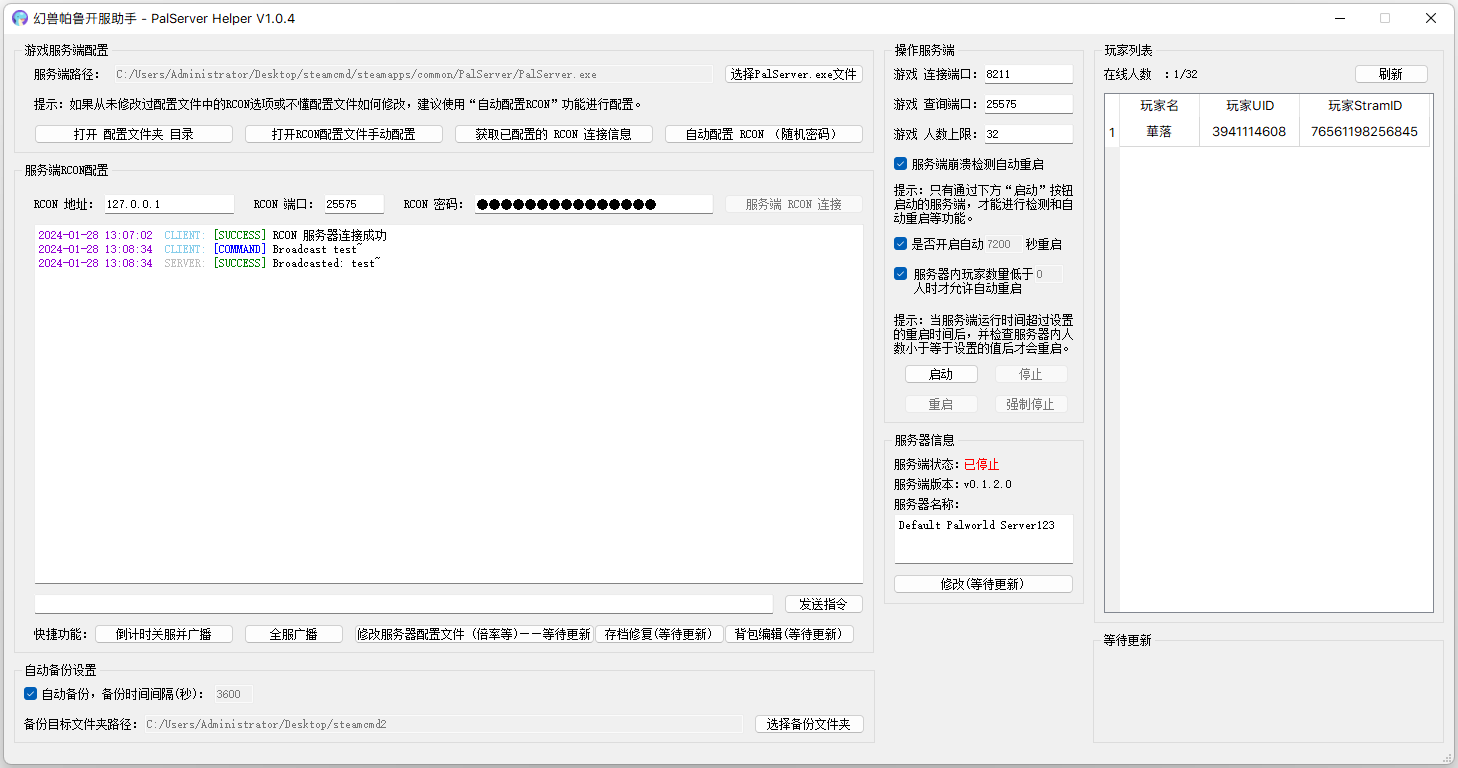 幻兽帕鲁开服助手 - PalServer Helper V1.0.4
游戏服务端配置
服务端路径： C:/Users/Administrator/Desktop/steamcmd/steamapps/common/PalServer/PalServer.exe 选择PalServer.exe文件
提示：如果从未修改过配置文件中的RCON选项或不懂配置文件如何修改，建议使用“自动配置RCON”功能进行配置。
打开 配置文件夹 目录 打开RCON配置文件手动配置 获取已配置的 RCON 连接信息 自动配置 RCON （随机密码）
服务端RCON配置
RCON 地址： 127.0.0.1 RCON 端口： 25575 RCON 密码： ●●●●●●●●●●●●●●● 服务端 RCON 连接
2024-01-28 13:07:02 CLIENT: [SUCCESS] RCON 服务器连接成功
2024-01-28 13:08:34 CLIENT: [COMMAND] Broadcast test~
2024-01-28 13:08:34 SERVER: [SUCCESS] Broadcasted: test~
发送指令
快捷功能： 倒计时关服并广播 全服广播 修改服务器配置文件（倍率等)－－等待更新 存档修复(等待更新) 背包编辑(等待更新)
自动备份设置
自动备份，备份时间间隔(秒)： 3600
备份目标文件夹路径： C:/Users/Administrator/Desktop/steamcmd2 选择备份文件夹
操作服务端
游戏 连接端口： 8211
游戏 查询端口： 25575
游戏 人数上限： 32
服务端崩溃检测自动重启
提示：只有通过下方“启动”按钮
启动的服务端，才能进行检测和自
动重启等功能。
是否开启自动 7200 秒重启
服务器内玩家数量低于 0
人时才允许自动重启
提示：当服务端运行时间超过设置
的重启时间后，并检查服务器内人
数小于等于设置的值后才会重启。
启动 停止
重启 强制停止
服务器信息
服务端状态：已停止
服务端版本：v0.1.2.0
服务器名称：
Default Palworld Server123
修改(等待更新)
玩家列表
在线人数 ：1/32 刷新
玩家名 玩家UID 玩家StramID
1 華落 3941114608 76561198256845
等待更新